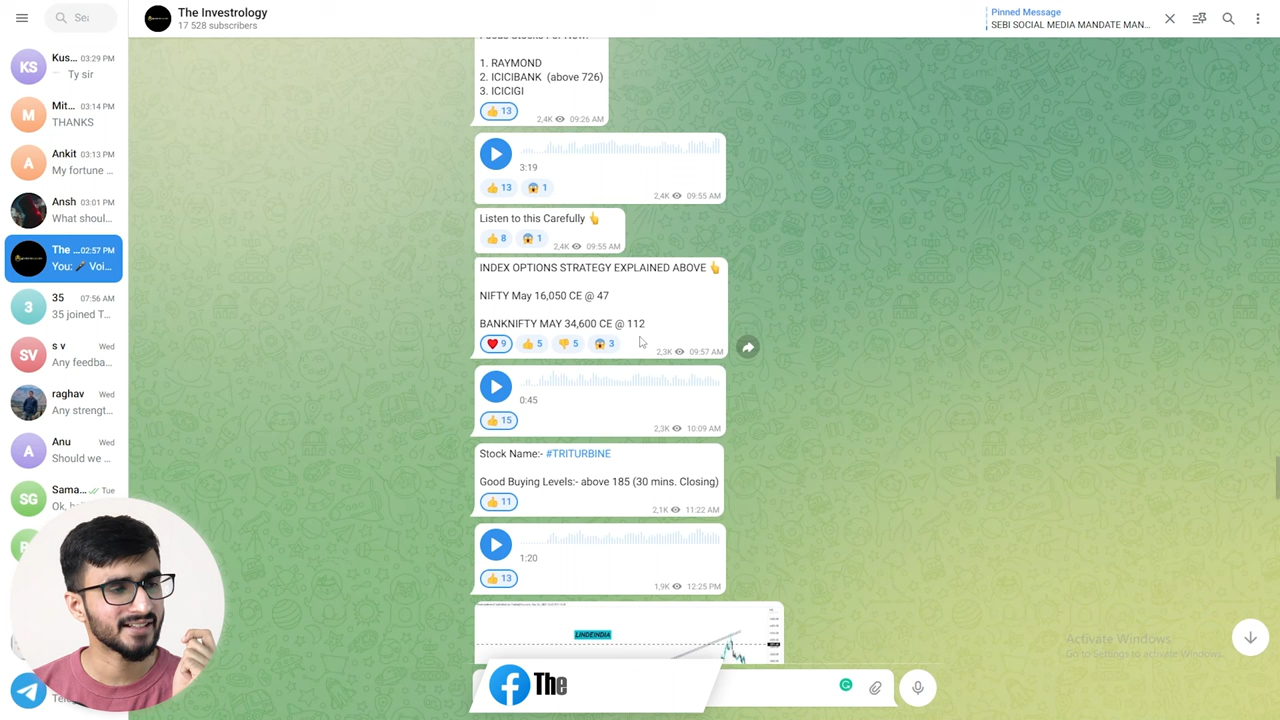 Se
The Investrology
17 528 subscribers
Pinned Message
SEBI SOCIAL MEDIA MANDATE MAN...
KS
Kus...
03:29 PM
Ty sir
M
Mit...
03:14 PM
THANKS
A
Ankit
03:13 PM
My fortune ...
Ansh
03:01 PM
What shoul...
The ...
02:57 PM
You: 🎤 Voi...
3
35
07:56 AM
35 joined T...
SV
s v
Wed
Any feedba...
raghav
Wed
Any strengt...
A
Anu
Wed
Should we ...
SG
Sama...
Tue
Ok,
1. RAYMOND
2. ICICIBANK (above 726)
3. ICICIGI
👍 13
2,4K
09:26 AM
3:19
👍 13
😱 1
2,4K
09:55 AM
Listen to this Carefully 👆
👍 8
😱 1
2,4K
09:55 AM
INDEX OPTIONS STRATEGY EXPLAINED ABOVE 👆
NIFTY May 16,050 CE @ 47
BANKNIFTY MAY 34,600 CE @ 112
❤ 9
👍 5
👎 5
😱 3
2,3K
09:57 AM
0:45
👍 15
2,3K
10:09 AM
Stock Name:- #TRITURBINE
Good Buying Levels:- above 185 (30 mins. Closing)
👍 11
2,1K
11:22 AM
1:20
👍 13
1,9K
12:25 PM
LINDEINDIA
The
Activate Windows
Go to Settings to activate Windows.